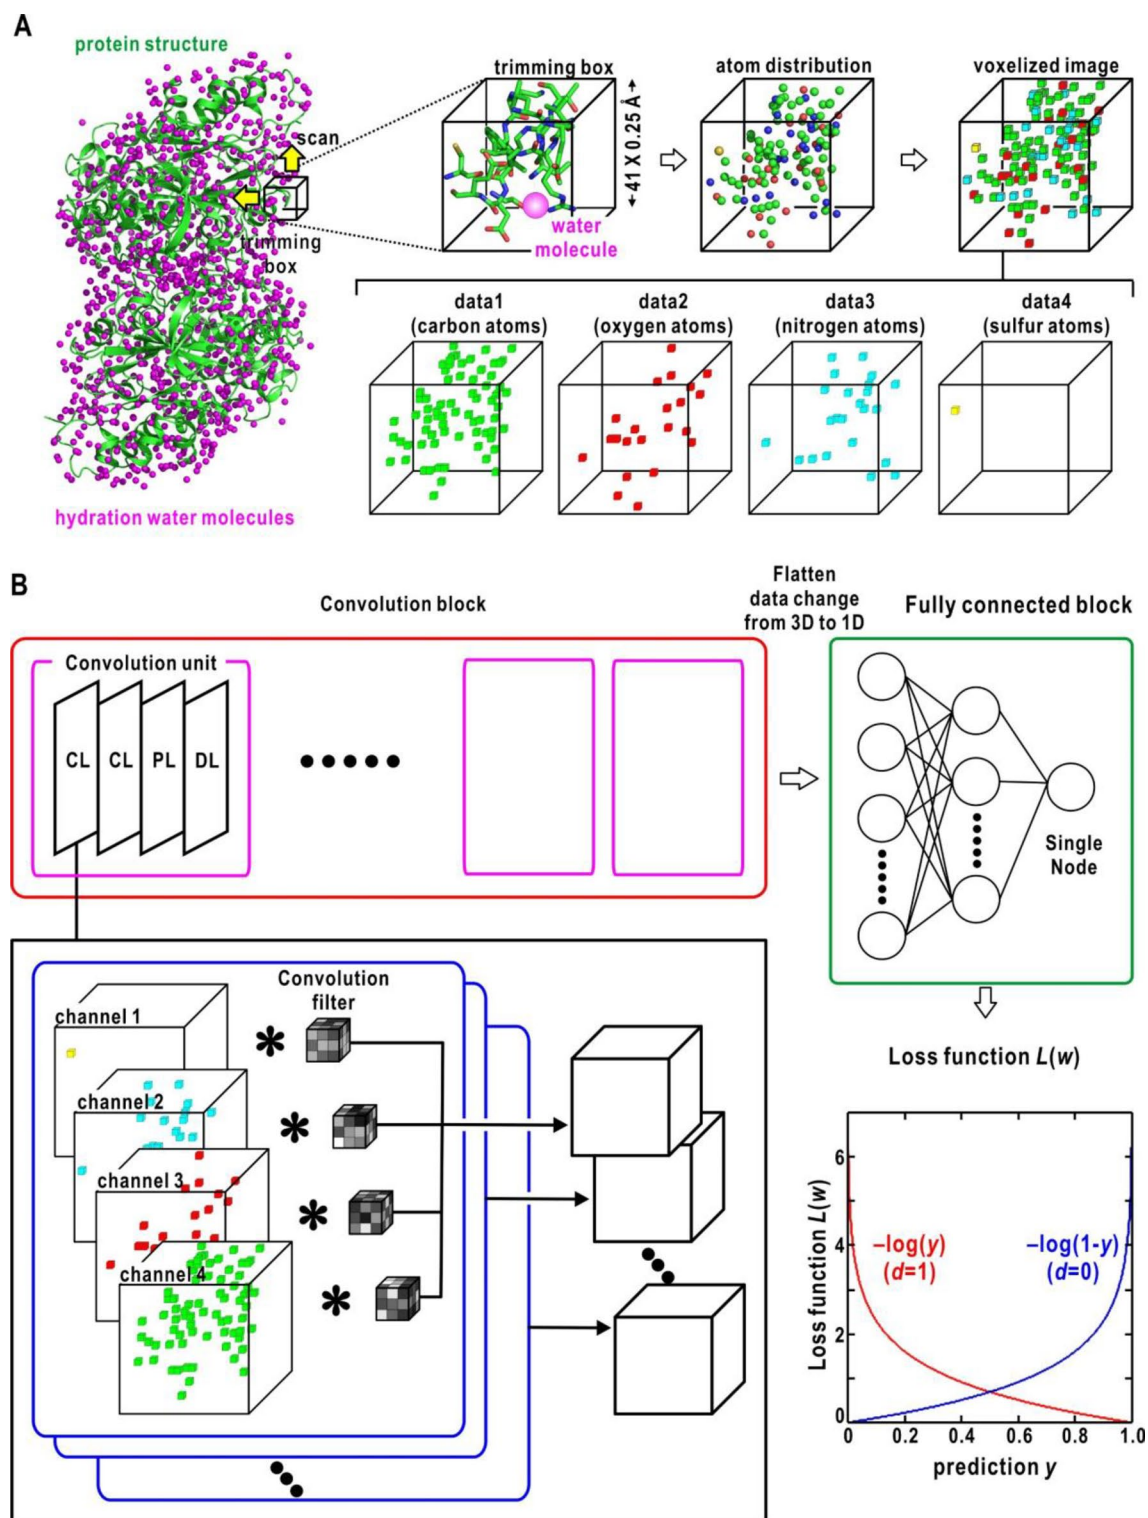 A
protein structure
scan
trimming
box
hydration water molecules
trimming box
41 X 0.25 Å
water
molecule
atom distribution
voxelized image
data1
(carbon atoms)
data2
(oxygen atoms)
data3
(nitrogen atoms)
data4
(sulfur atoms)
B
Convolution block
Flatten
data change
from 3D to 1D
Fully connected block
Convolution unit
CL
CL
PL
DL
Single
Node
Convolution
filter
channel 1
*
channel 2
*
channel 3
*
channel 4
*
Loss function L(w)
Loss function L(w)
6
4
2
0
–log(y)
(d=1)
–log(1-y)
(d=0)
0
0.2
0.4
0.6
0.8
1.0
prediction y